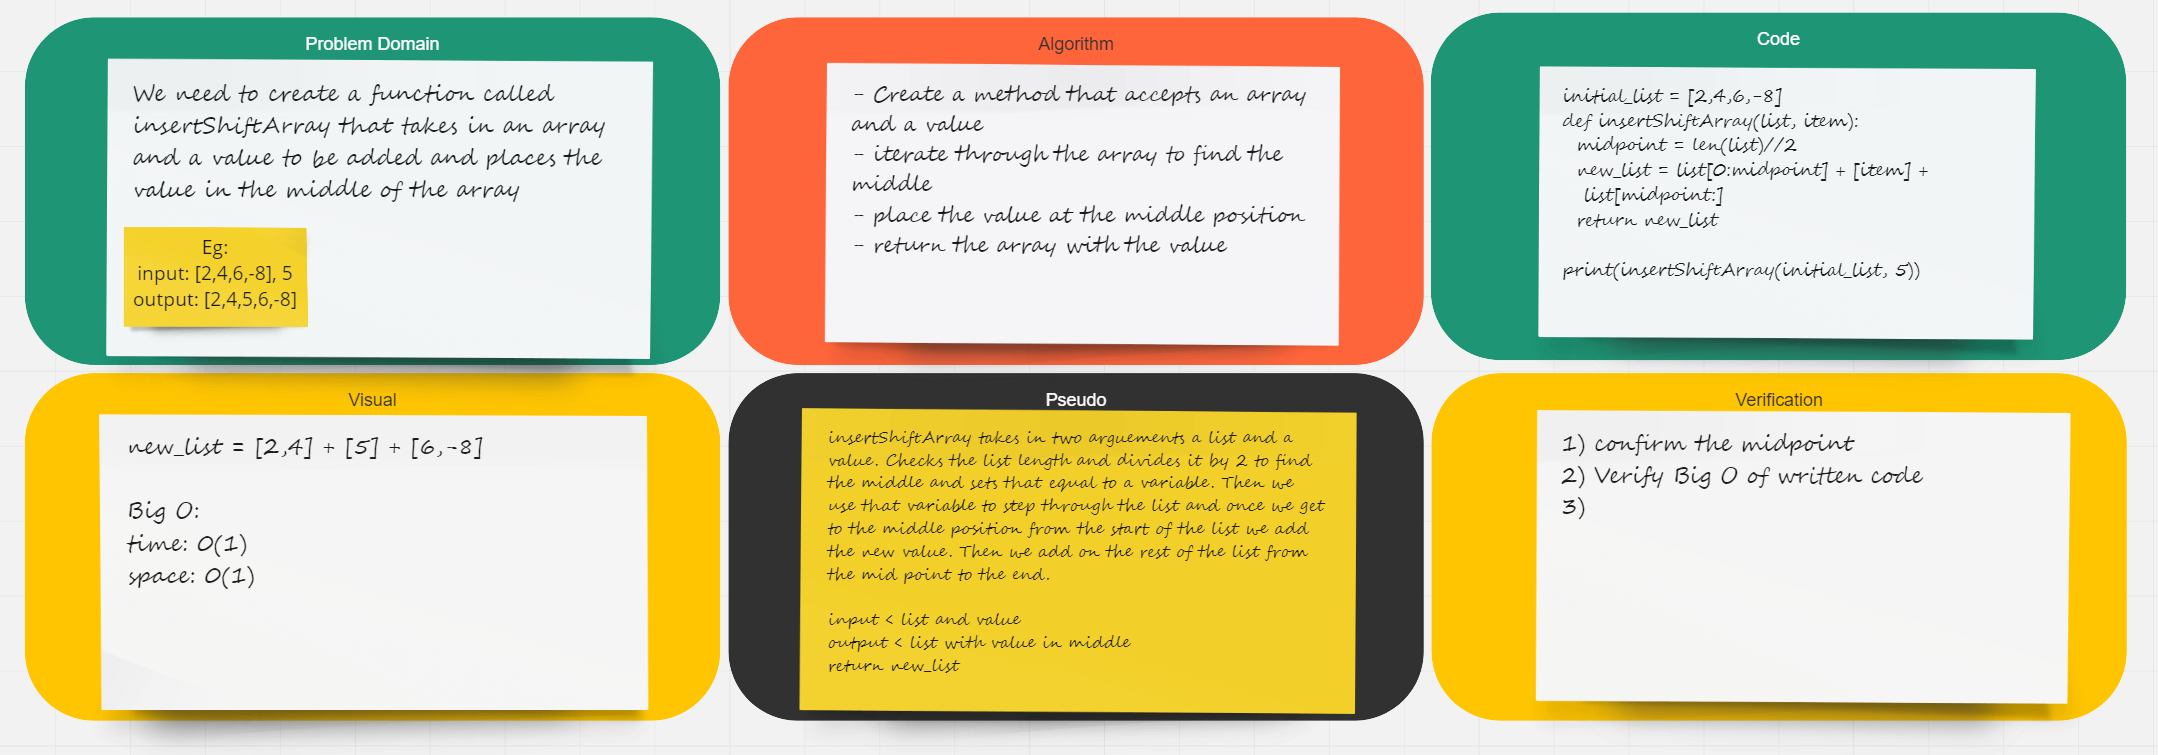 Problem Domain
We need to create a function called
insertShiftArray that takes in an array
and a value to be added and places the
value in the middle of the array
Eg:
input: [2,4,6,-8], 5
output: [2,4,5,6,-8]
Algorithm
- Create a method that accepts an array
and a value
- iterate through the array to find the
middle
- place the value at the middle position
- return the array with the value
Code
initial_list = [2,4,6,-8]
def insertShiftArray(list, item):
midpoint = len(list)//2
new_list = list[0:midpoint] + [item] +
list[midpoint:]
return new_list
print(insertShiftArray(initial_list, 5))
Visual
new_list = [2,4] + [5] + [6,-8]
Big O:
time: O(1)
space: O(1)
Pseudo
insertShiftArray takes in two arguements a list and a
value. Checks the list length and divides it by 2 to find
the middle and sets that equal to a variable. Then we
use that variable to step through the list and once we get
to the middle position from the start of the list we add
the new value. Then we add on the rest of the list from
the mid point to the end.
input < list and value
output < list with value in middle
return new_list
Verification
1) confirm the midpoint
2) Verify Big O of written code
3)